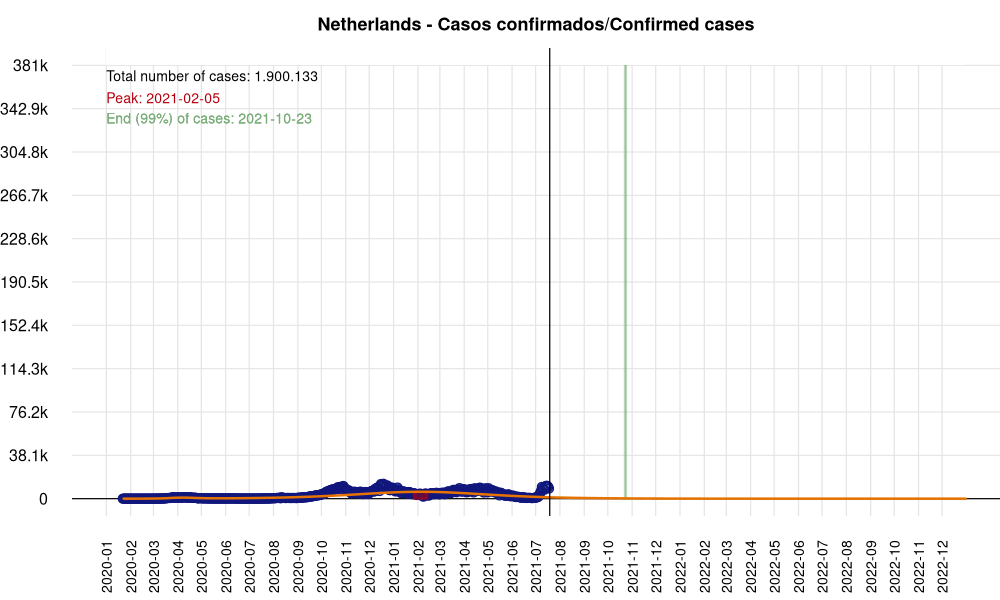 Netherlands - Casos confirmados/Confirmed cases
Total number of cases: 1.900.133
Peak: 2021-02-05
End (99%) of cases: 2021-10-23
381k
342.9k
304.8k
266.7k
228.6k
190.5k
152.4k
114.3k
76.2k
38.1k
0
2020-01
2020-02
2020-03
2020-04
2020-05
2020-06
2020-07
2020-08
2020-09
2020-10
2020-11
2020-12
2021-01
2021-02
2021-03
2021-04
2021-05
2021-06
2021-07
2021-08
2021-09
2021-10
2021-11
2021-12
2022-01
2022-02
2022-03
2022-04
2022-05
2022-06
2022-07
2022-08
2022-09
2022-10
2022-11
2022-12